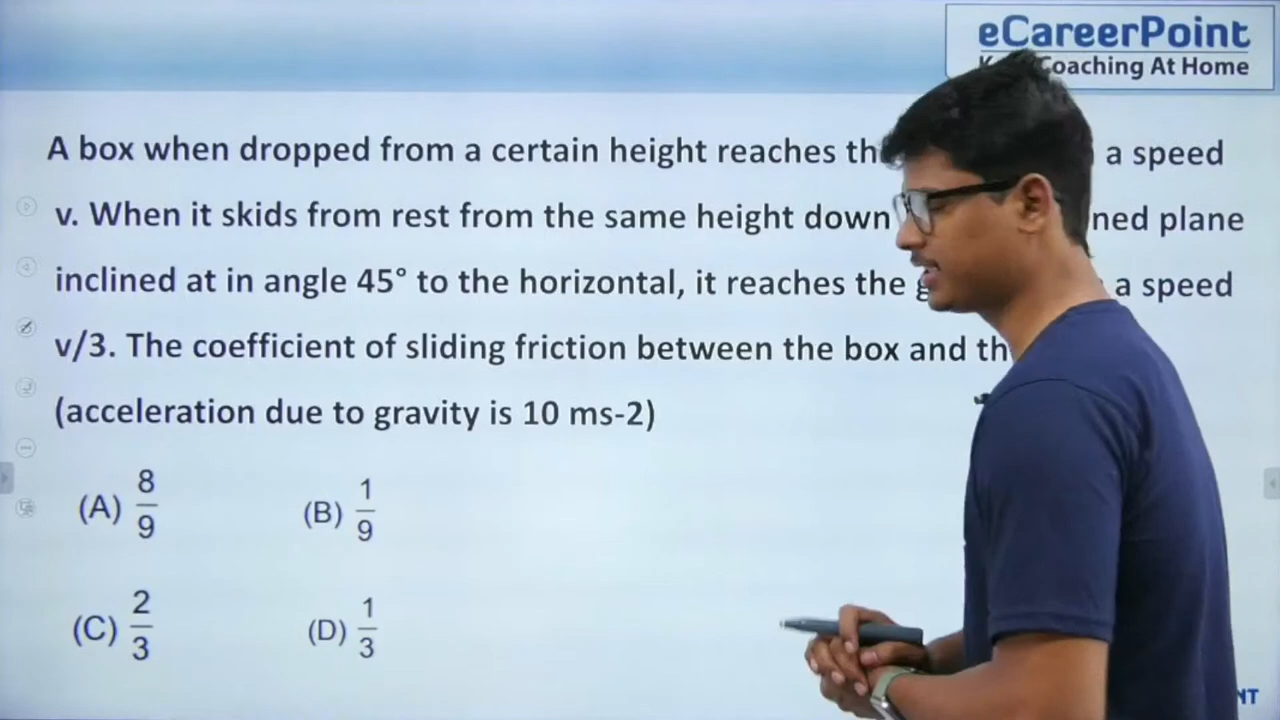 eCareerPoint
Coaching At Home
A box when dropped from a certain height reaches a speed
v. When it skids from rest from the same height down plane
inclined at in angle 45° to the horizontal, it reaches the a speed
v/3. The coefficient of sliding friction between the box and
(acceleration due to gravity is 10 ms-2)
(A) 8/9 (B) 1/9
(C) 2/3 (D) 1/3